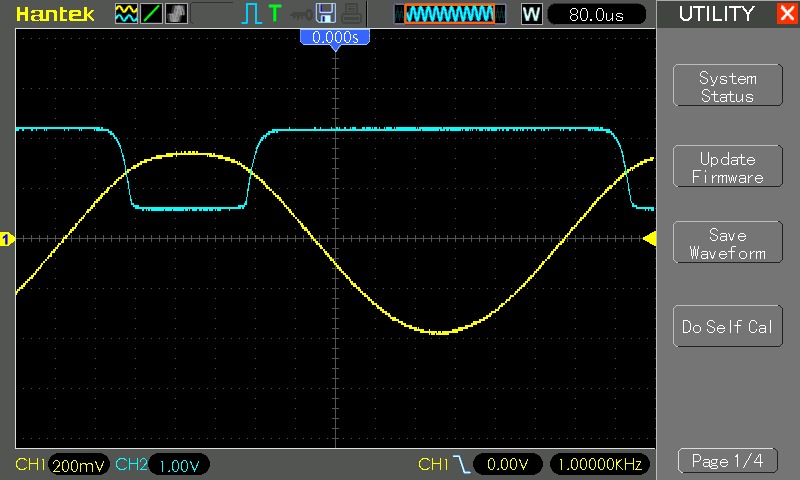 Hantek
T
W
80.0us
UTILITY
0.000s
System
Status
Update
Firmware
1
Save
Waveform
Do Self Cal
CH1 200mV CH2 1.00V CH1 0.00V 1.00000KHz
Page 1/4